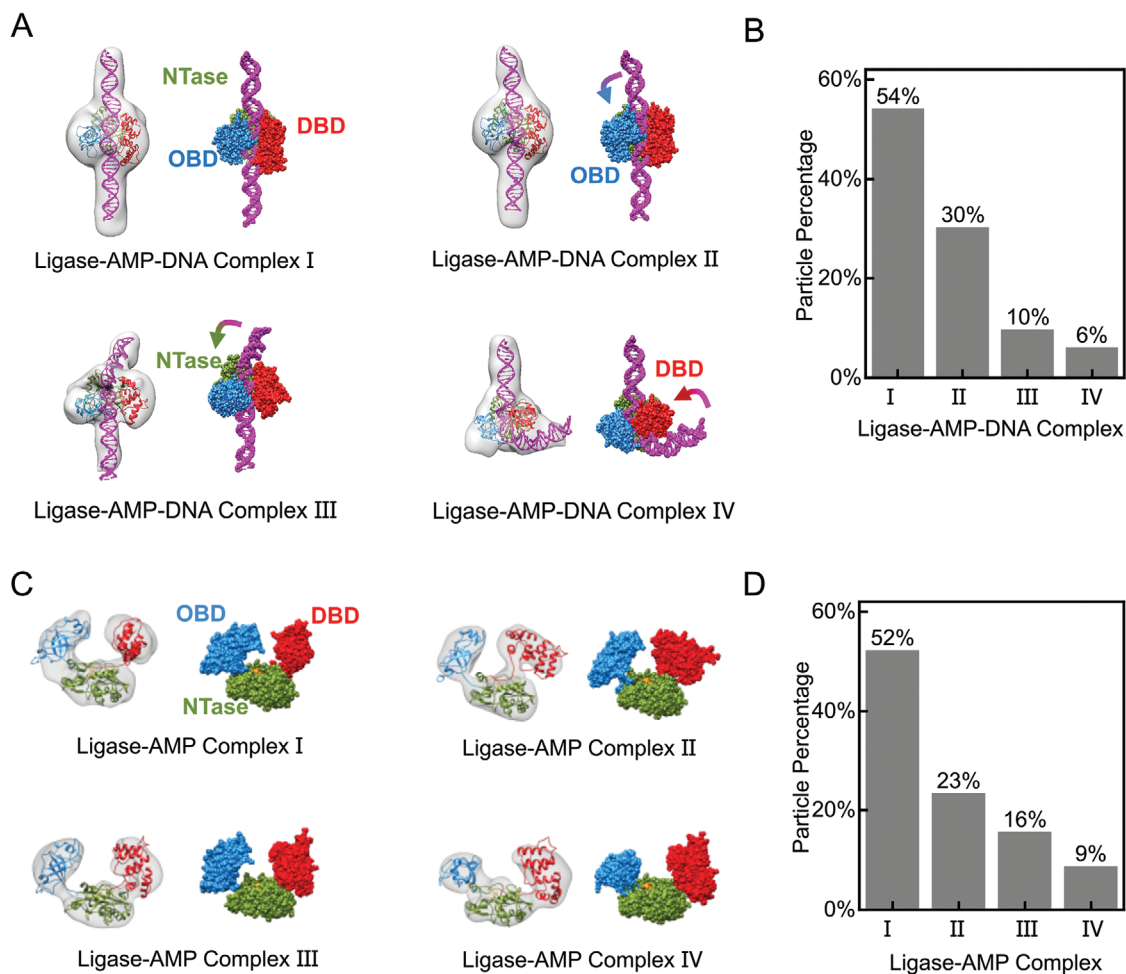 A
NTase
DBD
OBD
Ligase-AMP-DNA Complex I
OBD
Ligase-AMP-DNA Complex II
NTase
Ligase-AMP-DNA Complex III
DBD
Ligase-AMP-DNA Complex IV
B
Particle Percentage
60%
40%
20%
0%
54%
30%
10%
6%
I II III IV
Ligase-AMP-DNA Complex
C
OBD
DBD
NTase
Ligase-AMP Complex I
Ligase-AMP Complex II
Ligase-AMP Complex III
Ligase-AMP Complex IV
D
Particle Percentage
60%
40%
20%
0%
52%
23%
16%
9%
I II III IV
Ligase-AMP Complex